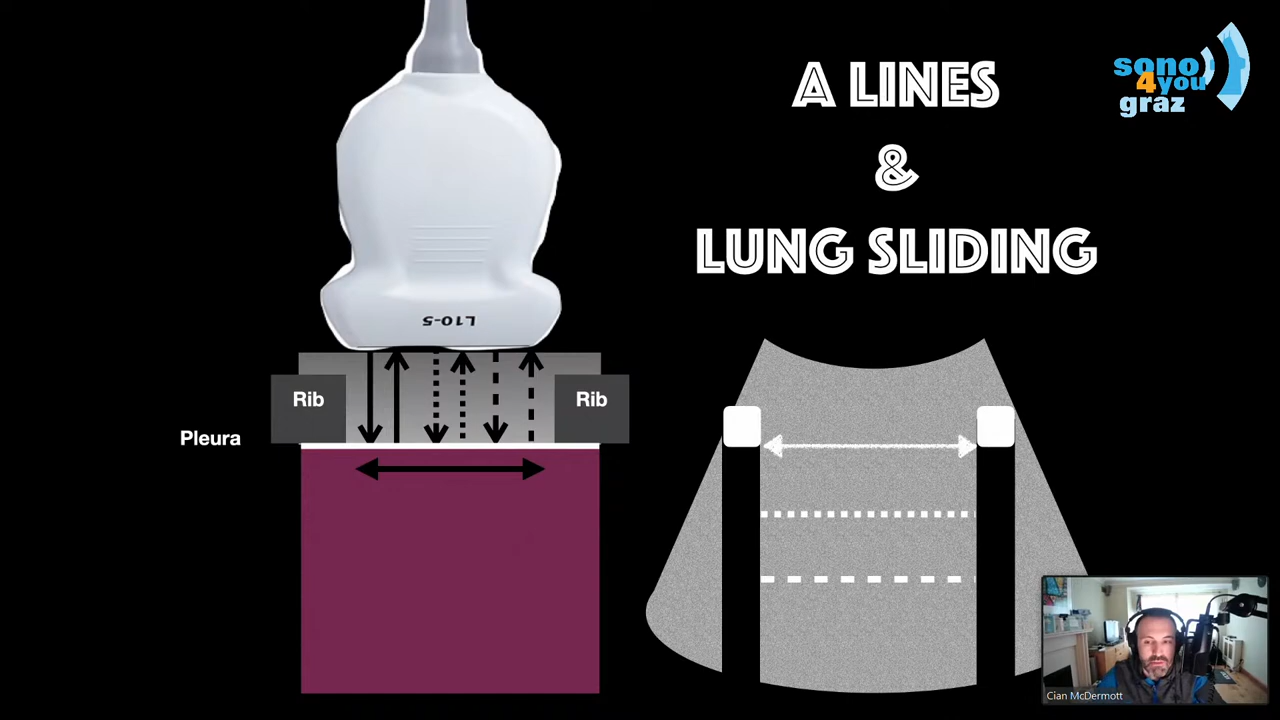 A LINES
&
LUNG SLIDING
sono
4you
graz
L10-5
Rib
Rib
Pleura
Cian McDermott